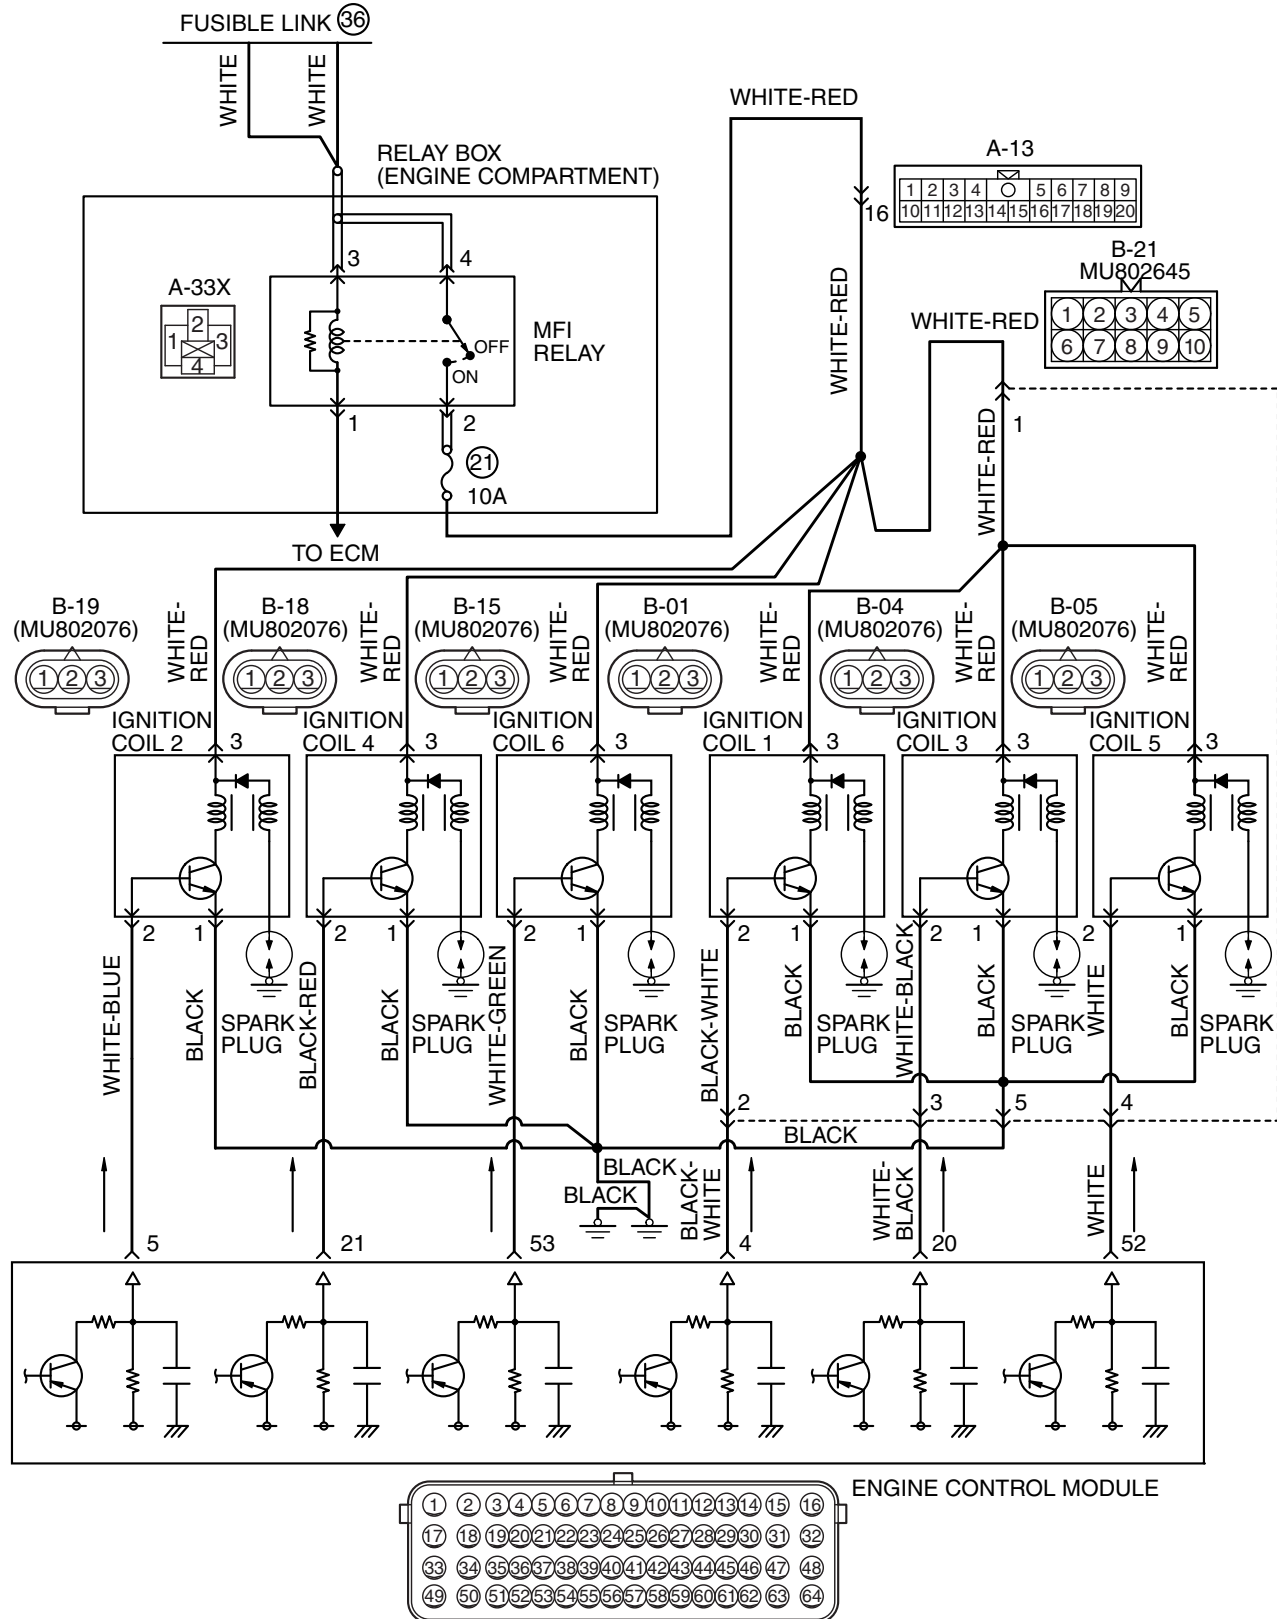 FUSIBLE LINK 36
WHITE
WHITE
RELAY BOX
(ENGINE COMPARTMENT)
WHITE-RED
A-13
1 2 3 4 5 6 7 8 9
10 11 12 13 14 15 16 17 18 19 20
16
B-21
MU802645
1 2 3 4 5
6 7 8 9 10
WHITE-RED
WHITE-RED
1
WHITE-RED
A-33X
2
1 3
4
3 4
MFI
RELAY
OFF
ON
1 2
21
10A
TO ECM
B-19
(MU802076)
1 2 3
WHITE-
RED
B-18
(MU802076)
1 2 3
WHITE-
RED
B-15
(MU802076)
1 2 3
WHITE-
RED
B-01
(MU802076)
1 2 3
WHITE-
RED
B-04
(MU802076)
1 2 3
WHITE-
RED
B-05
(MU802076)
1 2 3
WHITE-
RED
IGNITION
COIL 2
3
IGNITION
COIL 4
3
IGNITION
COIL 6
3
IGNITION
COIL 1
3
IGNITION
COIL 3
3
IGNITION
COIL 5
3
2 1
2 1
2 1
2 1
2 1
2 1
WHITE-BLUE
BLACK
SPARK
PLUG
BLACK-RED
BLACK
SPARK
PLUG
WHITE-GREEN
BLACK
SPARK
PLUG
BLACK-WHITE
BLACK
SPARK
PLUG
WHITE-BLACK
BLACK
SPARK
PLUG
WHITE
BLACK
SPARK
PLUG
2 3 5 4
BLACK
BLACK
BLACK
BLACK-
WHITE
WHITE-
BLACK
WHITE
5 21 53 4 20 52
ENGINE CONTROL MODULE
1 2 3 4 5 6 7 8 9 10 11 12 13 14 15 16
17 18 19 20 21 22 23 24 25 26 27 28 29 30 31 32
33 34 35 36 37 38 39 40 41 42 43 44 45 46 47 48
49 50 51 52 53 54 55 56 57 58 59 60 61 62 63 64